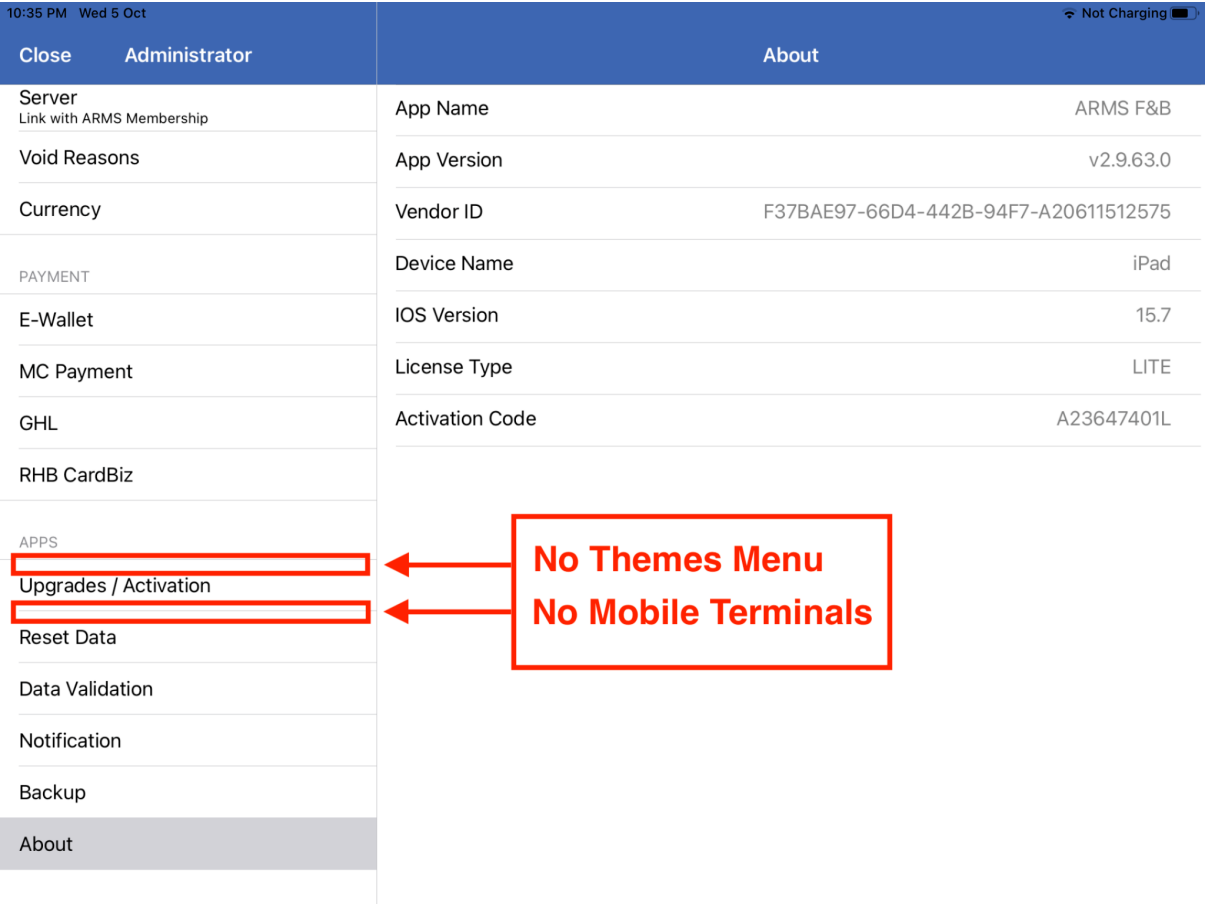 10:35 PM Wed 5 Oct
Not Charging
Close Administrator
About
Server
Link with ARMS Membership
Void Reasons
Currency
PAYMENT
E-Wallet
MC Payment
GHL
RHB CardBiz
APPS
Upgrades / Activation
Reset Data
Data Validation
Notification
Backup
About
App Name ARMS F&B
App Version v2.9.63.0
Vendor ID F37BAE97-66D4-442B-94F7-A20611512575
Device Name iPad
IOS Version 15.7
License Type LITE
Activation Code A23647401L
No Themes Menu
No Mobile Terminals